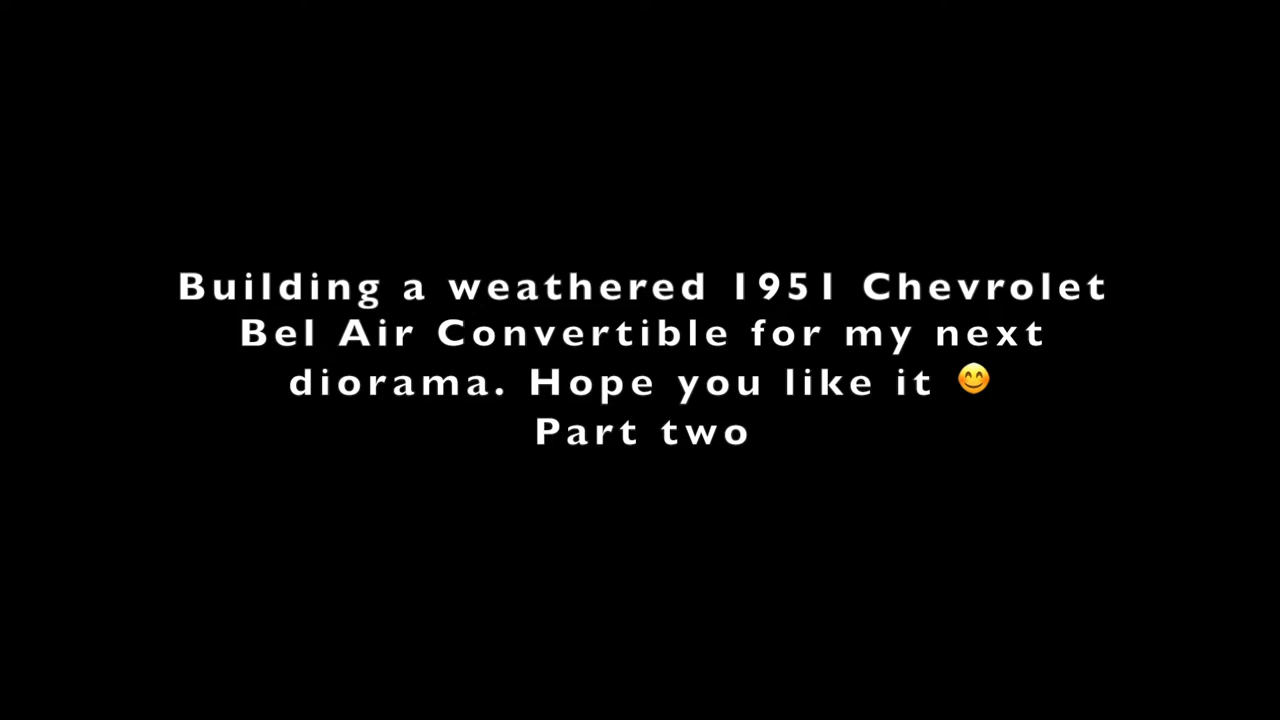 Building a weathered 1951 Chevrolet
Bel Air Convertible for my next
diorama. Hope you like it 😊
Part two